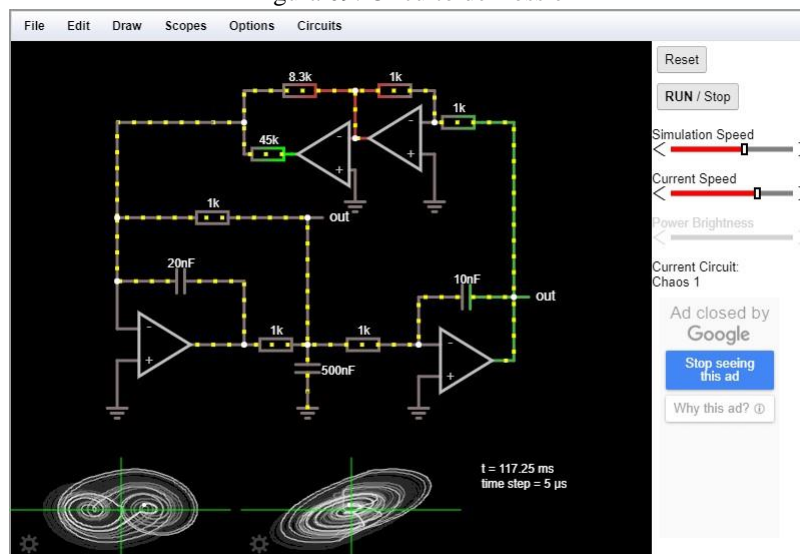 File Edit Draw Scopes Options Circuits
Reset
RUN / Stop
Simulation Speed
Current Speed
Power Brightness
Current Circuit:
Chaos 1
Ad closed by
Google
Stop seeing
this ad
Why this ad?
8.3k
1k
1k
45k
-
+
-
+
1k
out
20nF
10nF
out
-
+
1k
1k
-
+
500nF
t = 117.25 ms
time step = 5 µs